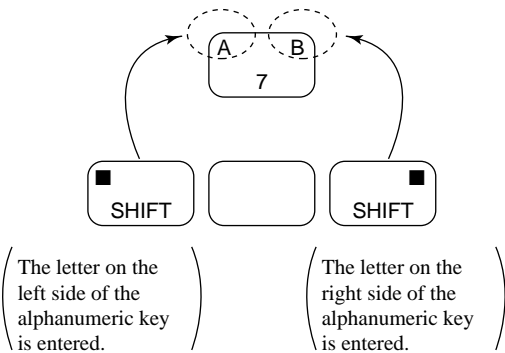 A B
7
SHIFT SHIFT
The letter on the
left side of the
alphanumeric key
is entered.
The letter on the
right side of the
alphanumeric key
is entered.